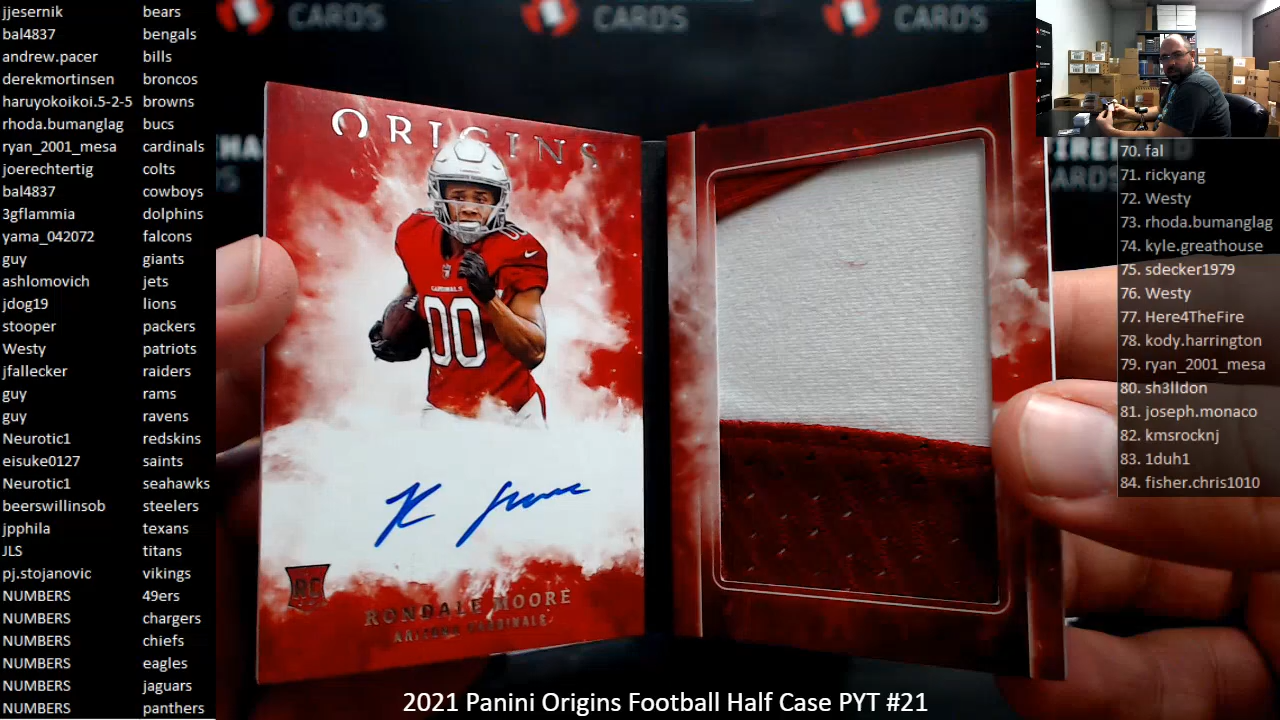 jjesernik bears
bal4837 bengals
andrew.pacer bills
derekmortinsen broncos
haruyokoikoi.5-2-5 browns
rhoda.bumanglag bucs
ryan_2001_mesa cardinals
joerechtertig colts
bal4837 cowboys
3gflammia dolphins
yama_042072 falcons
guy giants
ashlomovich jets
jdog19 lions
stooper packers
Westy patriots
jfallecker raiders
guy rams
guy ravens
Neurotic1 redskins
eisuke0127 saints
Neurotic1 seahawks
beerswillinsob steelers
jpphila texans
JLS titans
pj.stojanovic vikings
NUMBERS 49ers
NUMBERS chargers
NUMBERS chiefs
NUMBERS eagles
NUMBERS jaguars
NUMBERS panthers
CARDS
CARDS
CARDS
ORIGINS
CARDINALS
00
00
RC
RONDALE MOORE
ARIZONA CARDINALS
70. fal
71. rickyang
72. Westy
73. rhoda.bumanglag
74. kyle.greathouse
75. sdecker1979
76. Westy
77. Here4TheFire
78. kody.harrington
79. ryan_2001_mesa
80. sh3lldon
81. joseph.monaco
82. kmsrocknj
83. 1duh1
84. fisher.chris1010
2021 Panini Origins Football Half Case PYT #21